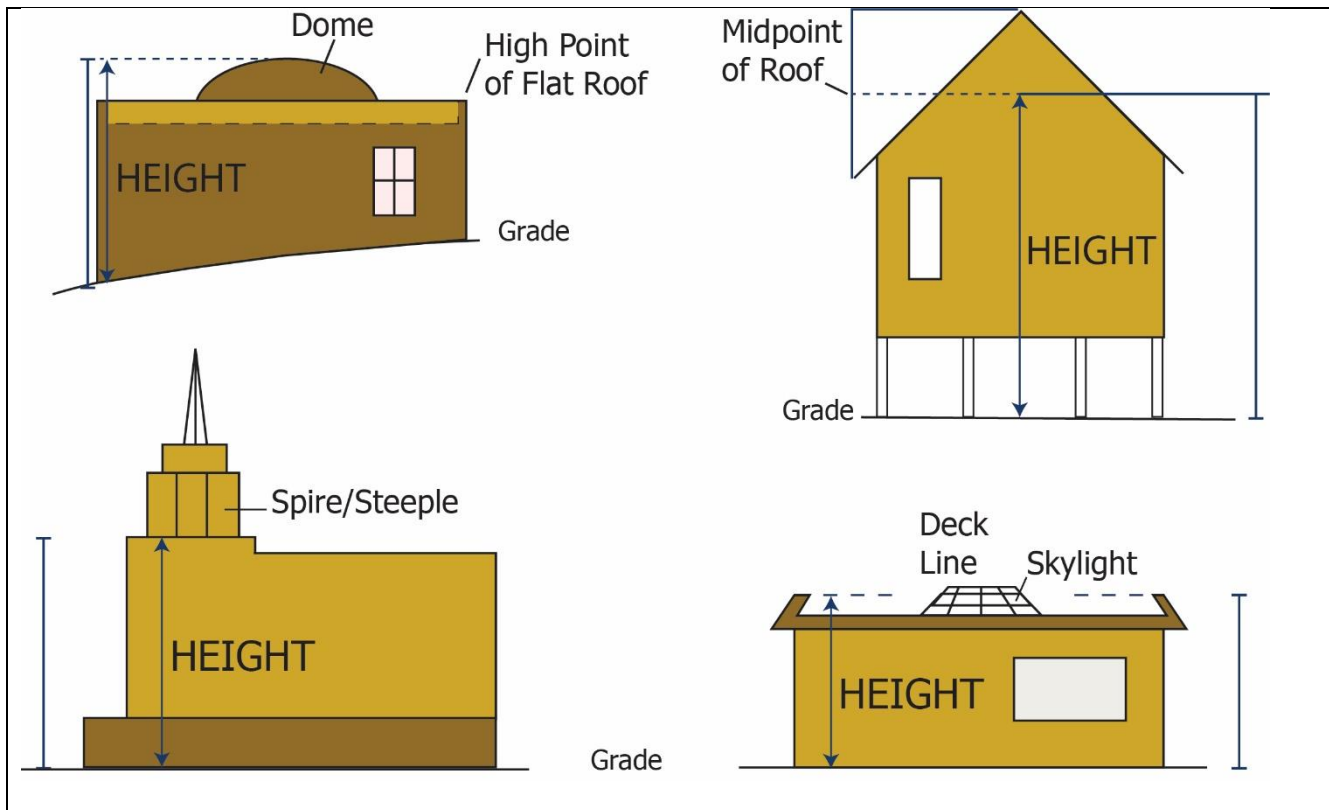 Dome
High Point
of Flat Roof
HEIGHT
Grade
Midpoint
of Roof
HEIGHT
Grade
Spire/Steeple
HEIGHT
Grade
Deck
Line
Skylight
HEIGHT